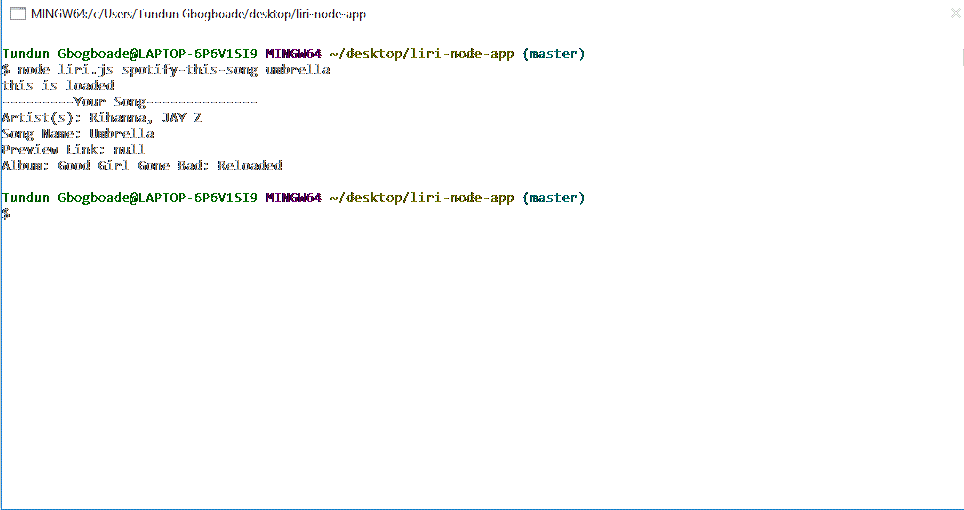 MINGW64:/c/Users/Tundun Gbogboade/desktop/liri-node-app
Tundun Gbogboade@LAPTOP-6P6V1SI9 MINGW64 ~/desktop/liri-node-app (master)
$ node liri.js spotify-this-song umbrella
this is loaded
---------Your Song--------------
Artist(s): Rihanna, JAY Z
Song Name: Umbrella
Preview Link: null
Album: Good Girl Gone Bad: Reloaded
Tundun Gbogboade@LAPTOP-6P6V1SI9 MINGW64 ~/desktop/liri-node-app (master)
$